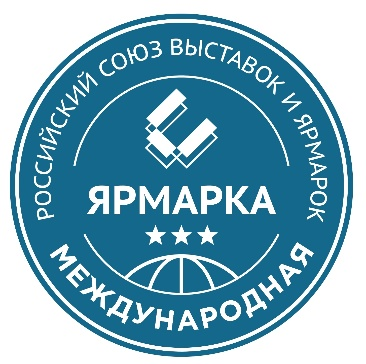 РОССИЙСКИЙ СОЮЗ ВЫСТАВОК И ЯРМАРОК
ЯРМАРКА
МЕЖДУНАРОДНАЯ